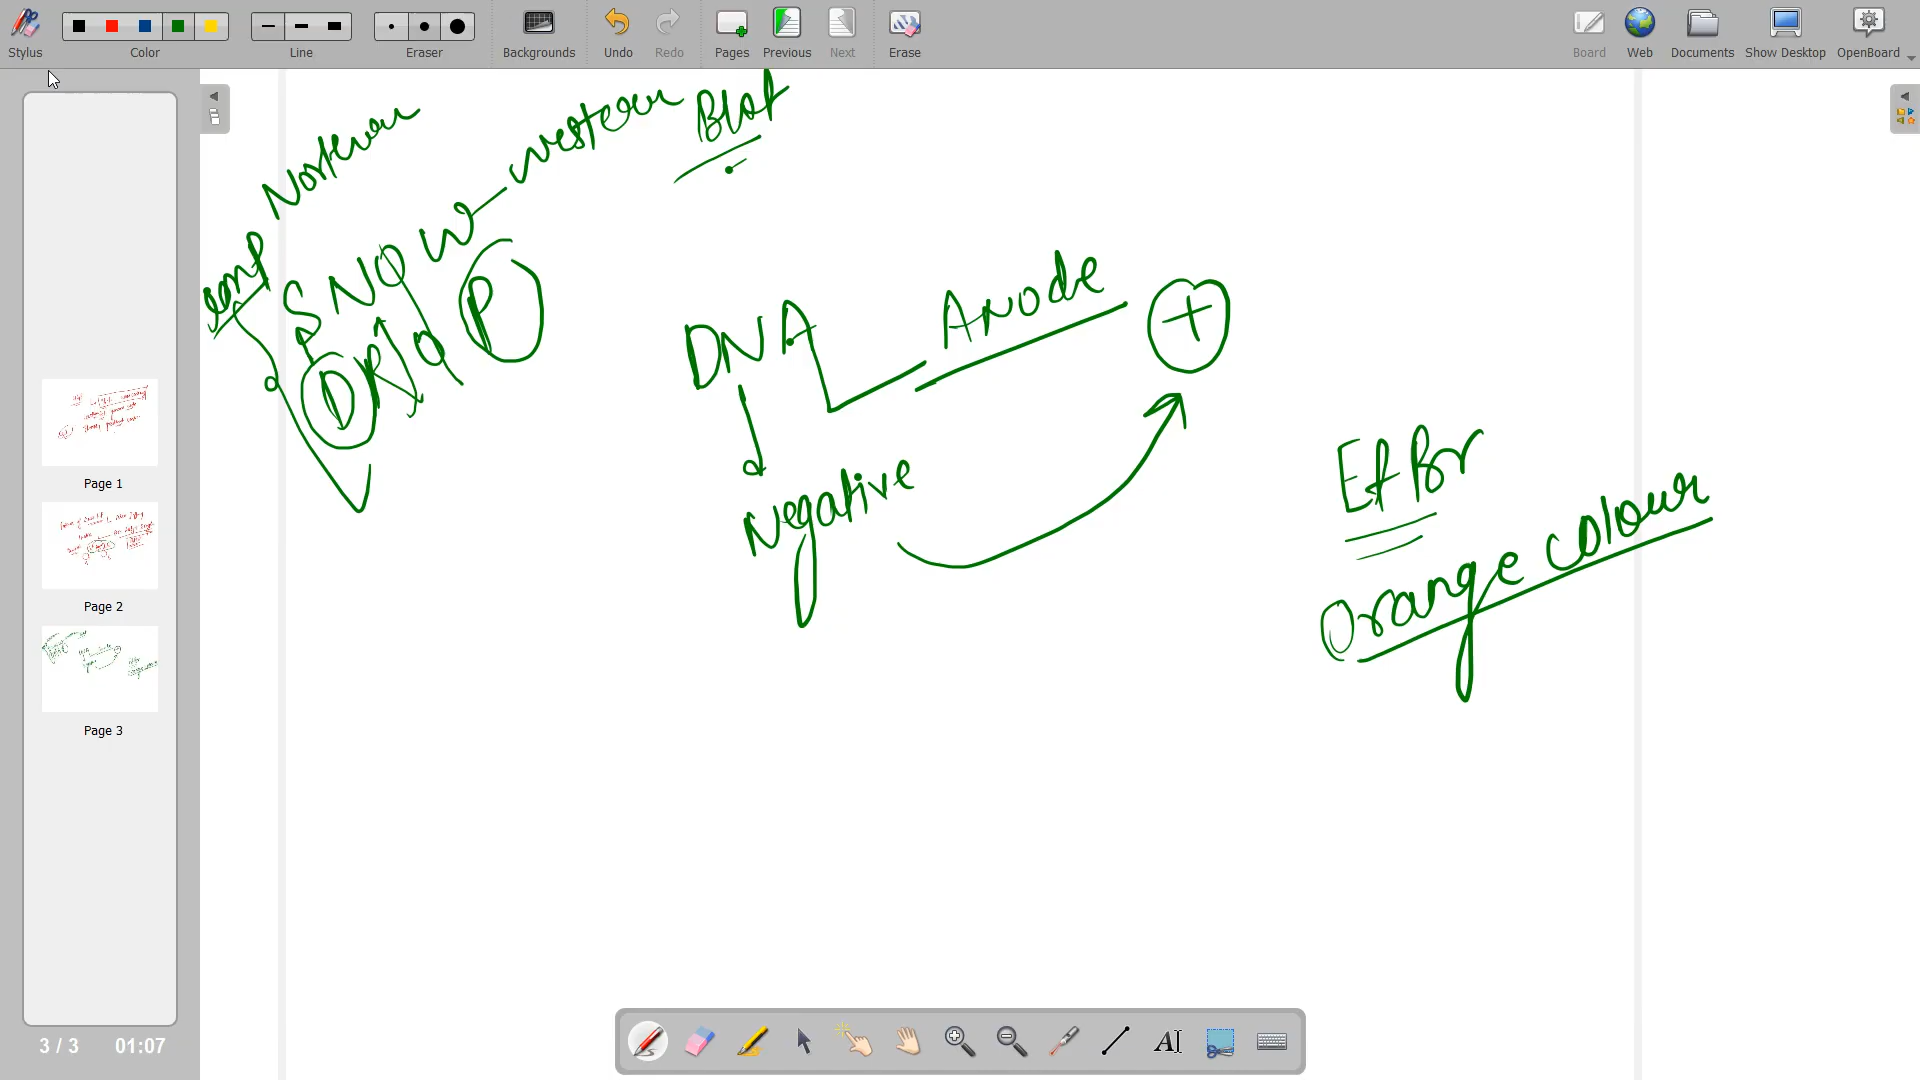 Stylus
Color
Line
Eraser
Backgrounds
Undo
Redo
Pages
Previous
Next
Erase
Board
Web
Documents
Show Desktop
OpenBoard
Western Blot
SNOW
DROP
DNA
Anode
+
Negative
EtBr
Orange colour
Page 1
Page 2
Page 3
3 / 3
01:07